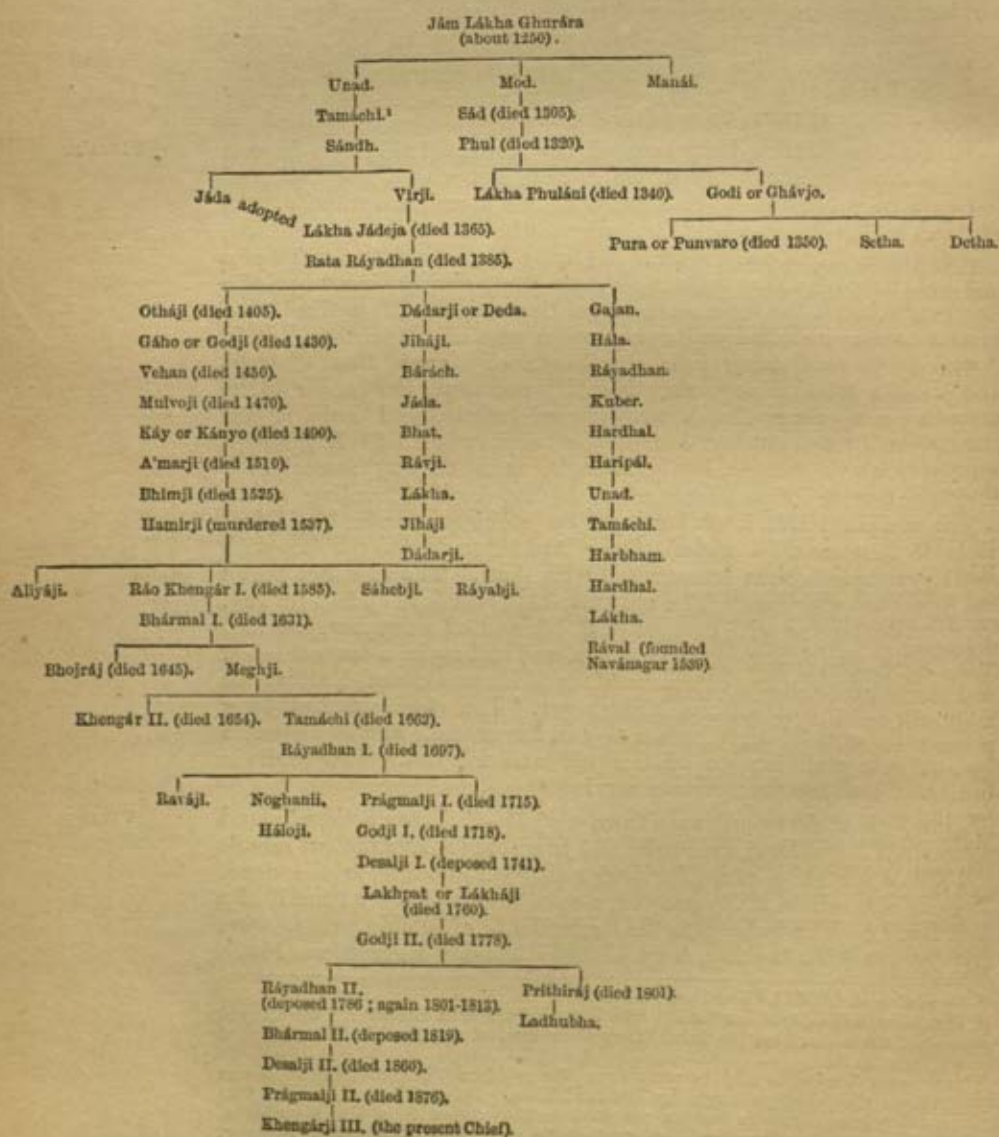 Jám Lákha Ghurára
(about 1250).
Unad. Mod. Manái.
Tamáchi.¹ Sád (died 1305).
Sándh. Phul (died 1320).
Jáda adopted Virji. Lákha Phuláni (died 1340). Godi or Ghávjo.
Lákha Jádeja (died 1365). Pura or Punvaro (died 1350). Setha. Detha.
Rata Ráyadhan (died 1385).
Otháji (died 1405). Dádarji or Deda. Gajan.
Gáho or Godji (died 1430). Jiháji. Hála.
Vehan (died 1450). Bárách. Ráyadhan.
Mulvoji (died 1470). Jáda. Kuber.
Káy or Kányo (died 1490). Bhat. Hardhal.
A'marji (died 1510). Rávji. Haripál.
Bhimji (died 1525). Lákha. Unad.
Hamirji (murdered 1537). Jiháji Tamáchi.
Dádarji. Harbham.
Aliyáji. Ráo Khengár I. (died 1585). Sáhebji. Ráyabji. Hardhal.
Bhármal I. (died 1631). Lákha.
Rával (founded
Bhojráj (died 1645). Meghji. Navánagar 1539).
Khengár II. (died 1654). Tamáchi (died 1662).
Ráyadhan I. (died 1697).
Raváji. Noghanji. Prágmalji I. (died 1715).
Háloji. Godji I. (died 1718).
Desalji I. (deposed 1741).
Lakhpat or Lákháji
(died 1760).
Godji II. (died 1778).
Ráyadhan II. Prithiráj (died 1801).
(deposed 1786 ; again 1801-1813). Ladhubha.
Bhármal II. (deposed 1819).
Desalji II. (died 1860).
Prágmalji II. (died 1876).
Khengárji III. (the present Chief).